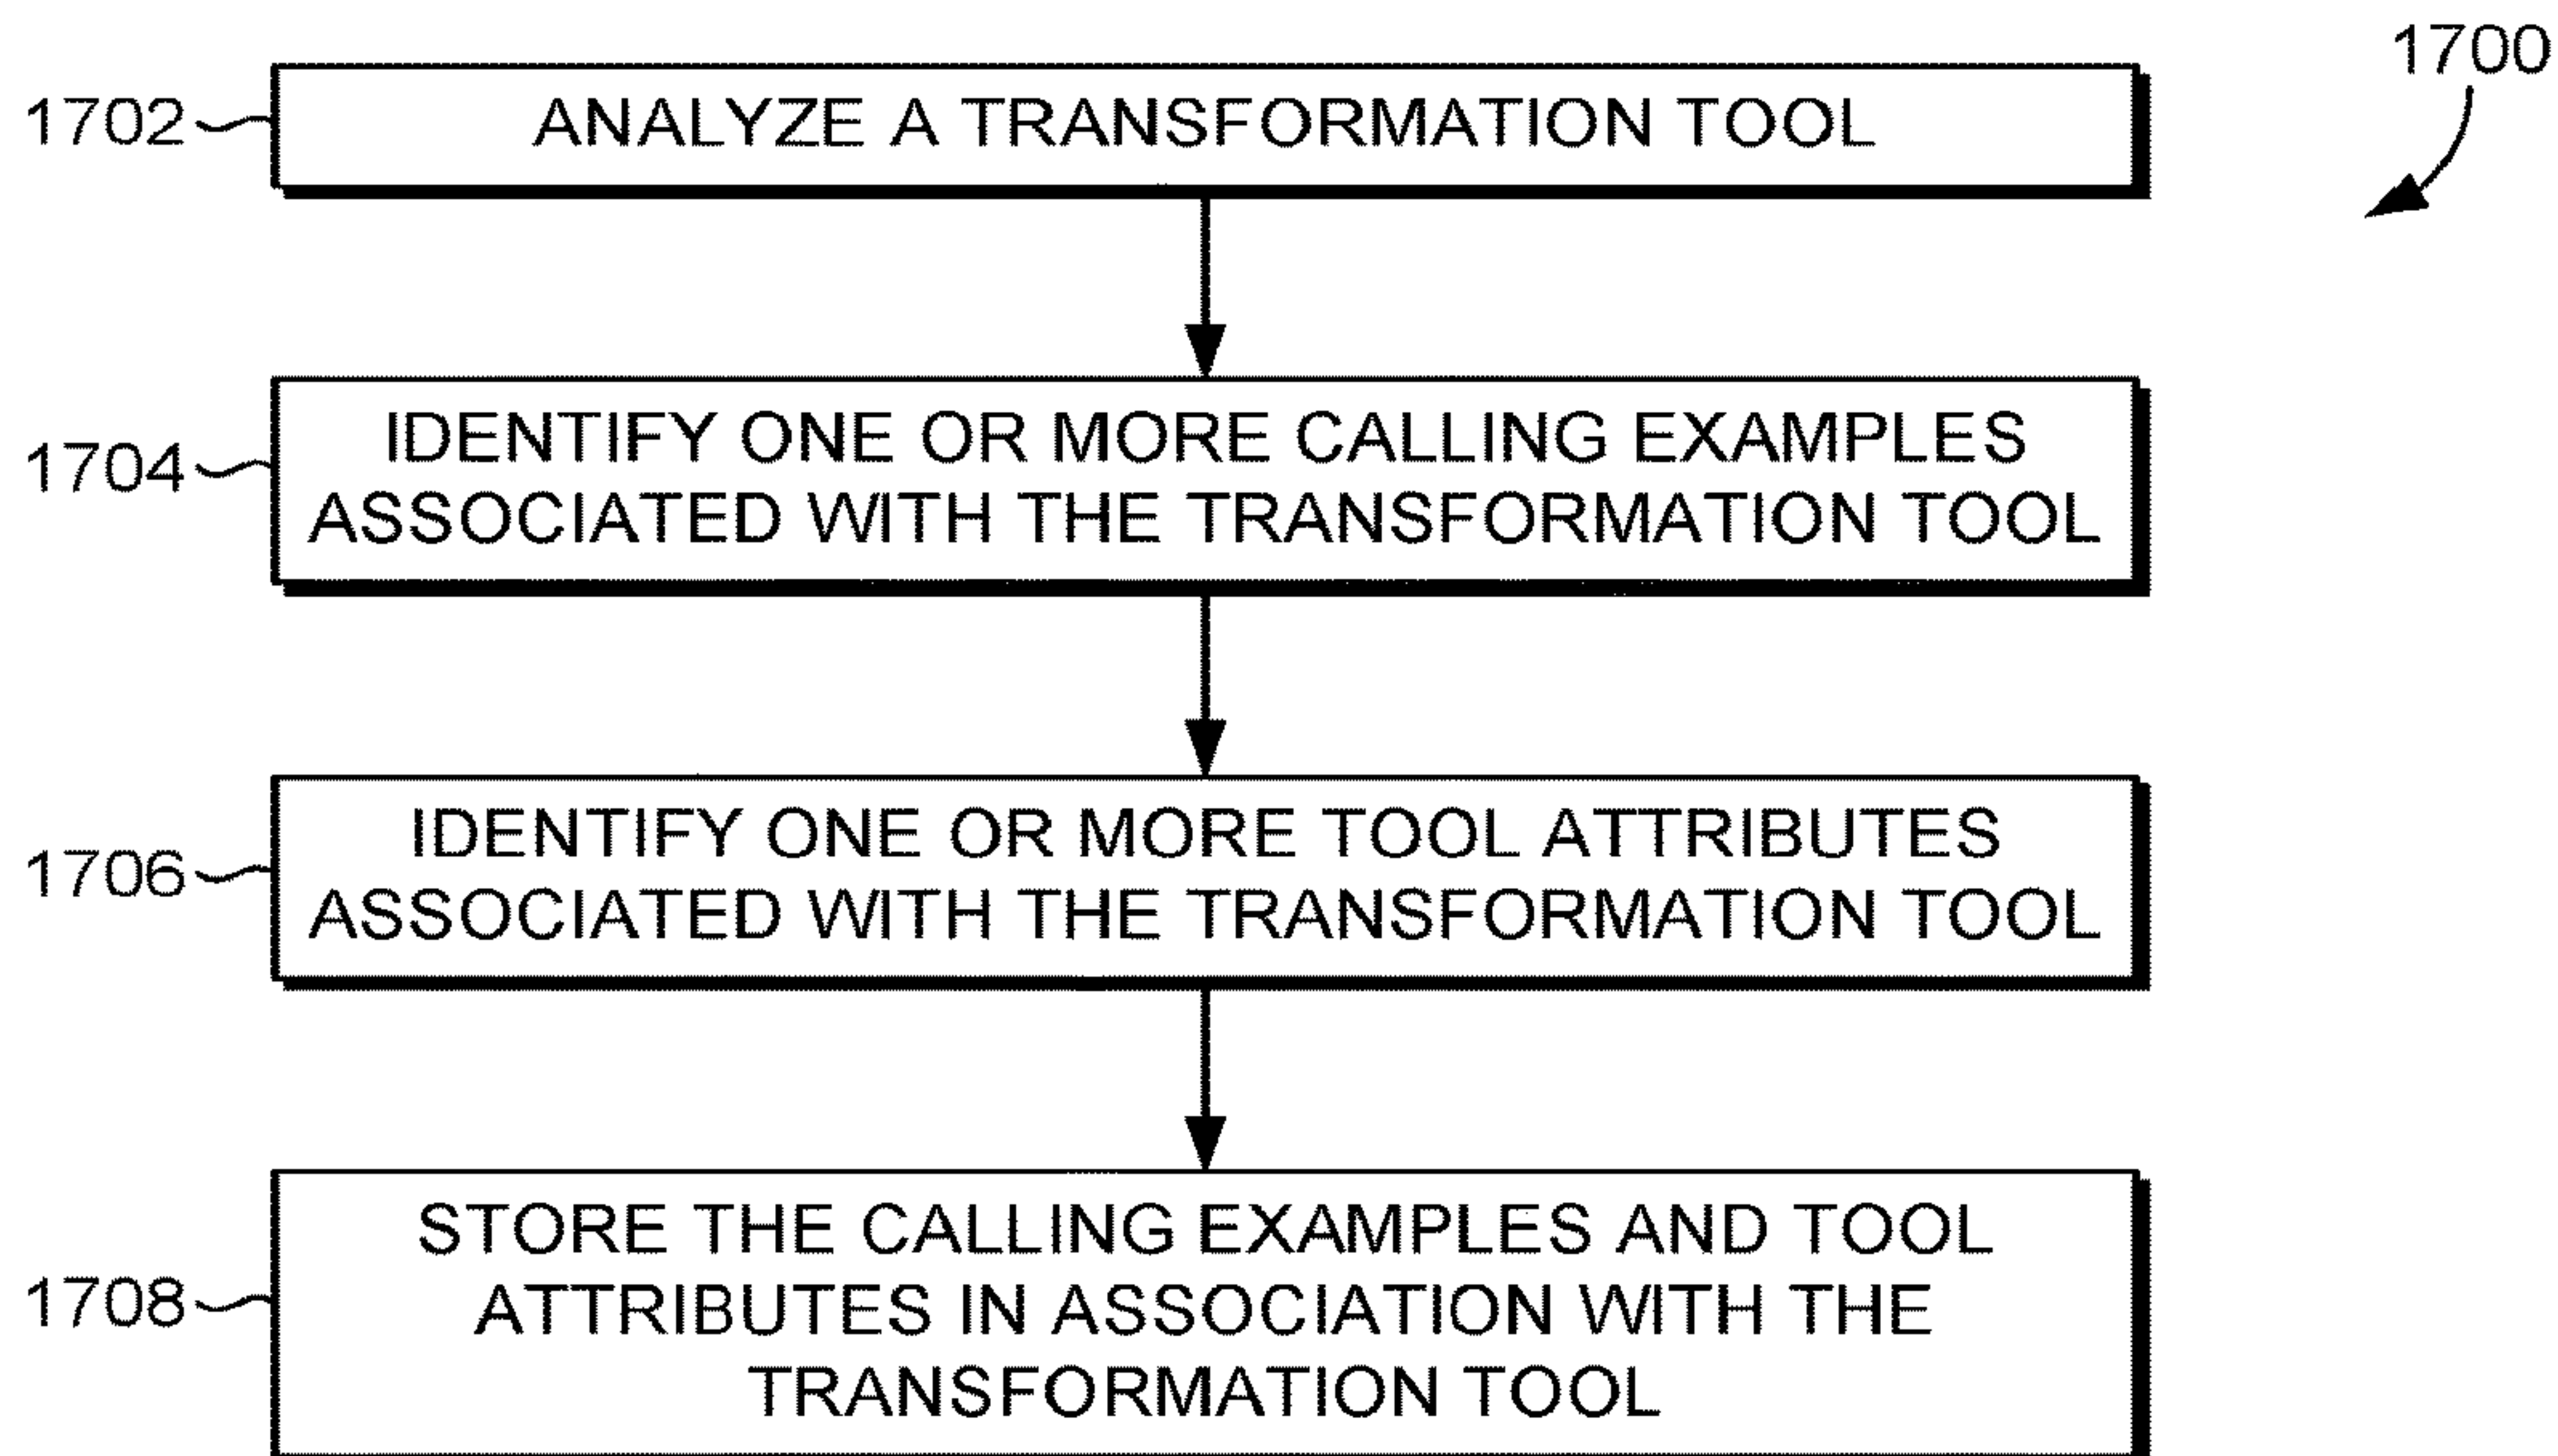 1700
1702
ANALYZE A TRANSFORMATION TOOL
1704
IDENTIFY ONE OR MORE CALLING EXAMPLES
ASSOCIATED WITH THE TRANSFORMATION TOOL
1706
IDENTIFY ONE OR MORE TOOL ATTRIBUTES
ASSOCIATED WITH THE TRANSFORMATION TOOL
1708
STORE THE CALLING EXAMPLES AND TOOL
ATTRIBUTES IN ASSOCIATION WITH THE
TRANSFORMATION TOOL